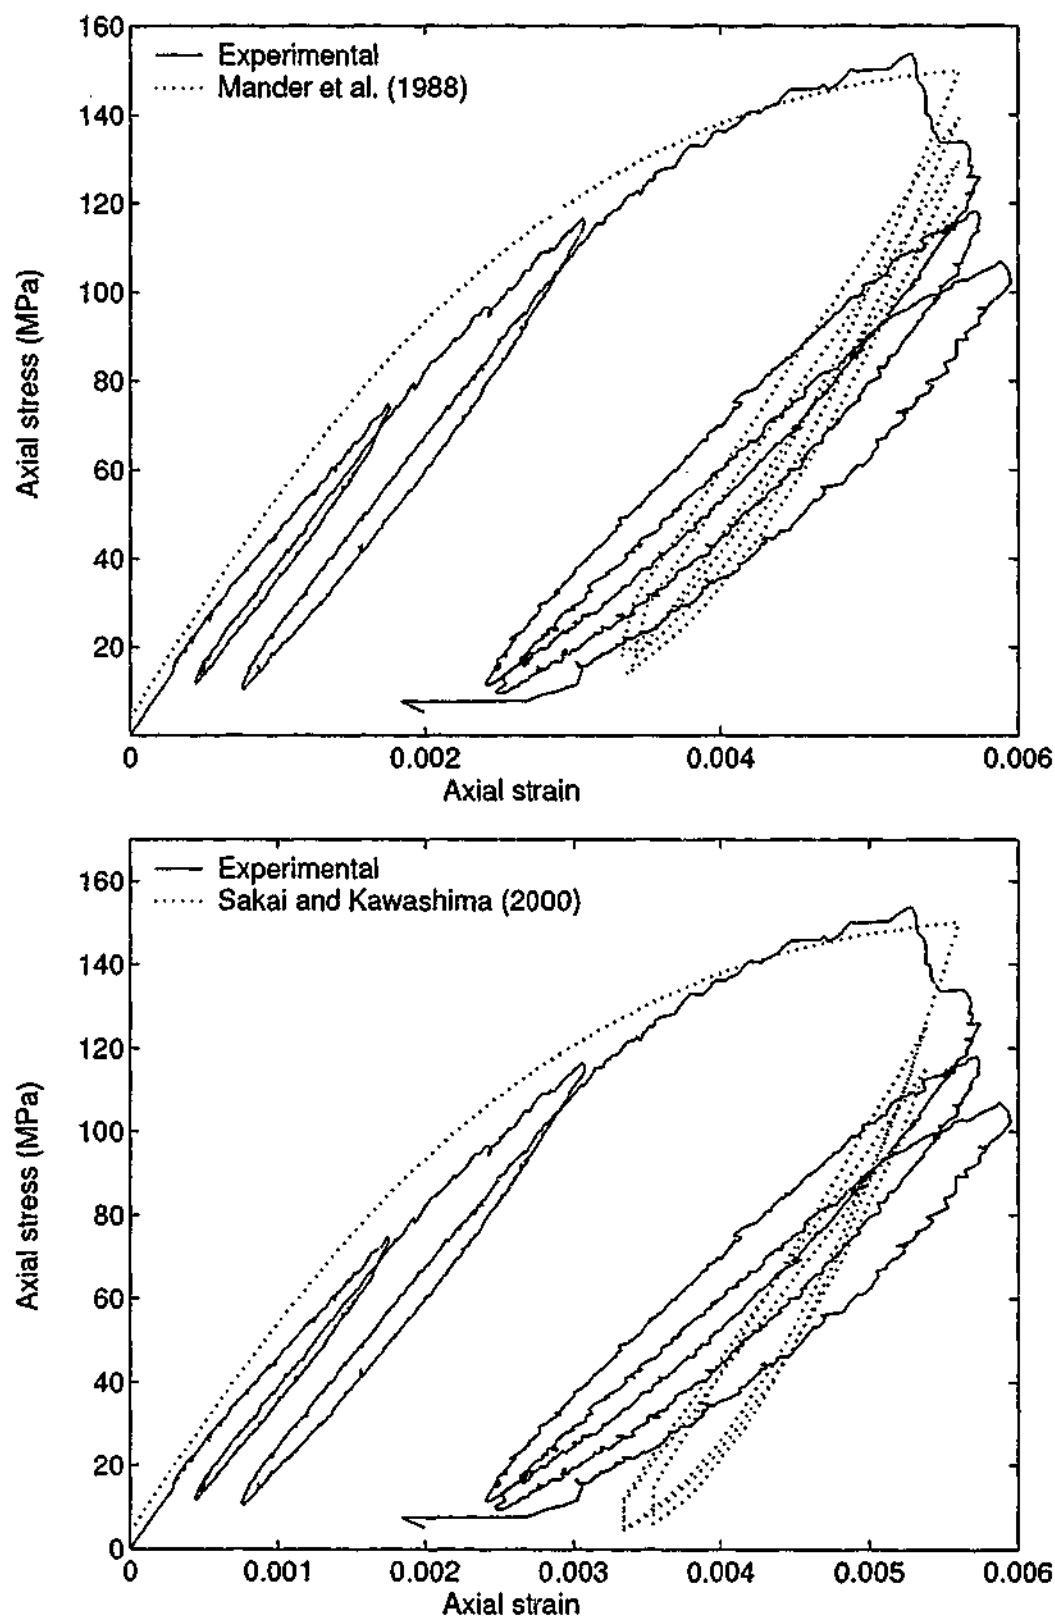 160
140
120
100
80
60
40
20
Axial stress (MPa)
Experimental
Mander et al. (1988)
0 0.002 0.004 0.006
Axial strain
160
140
120
100
80
60
40
20
0
Axial stress (MPa)
Experimental
Sakai and Kawashima (2000)
0 0.001 0.002 0.003 0.004 0.005 0.006
Axial strain